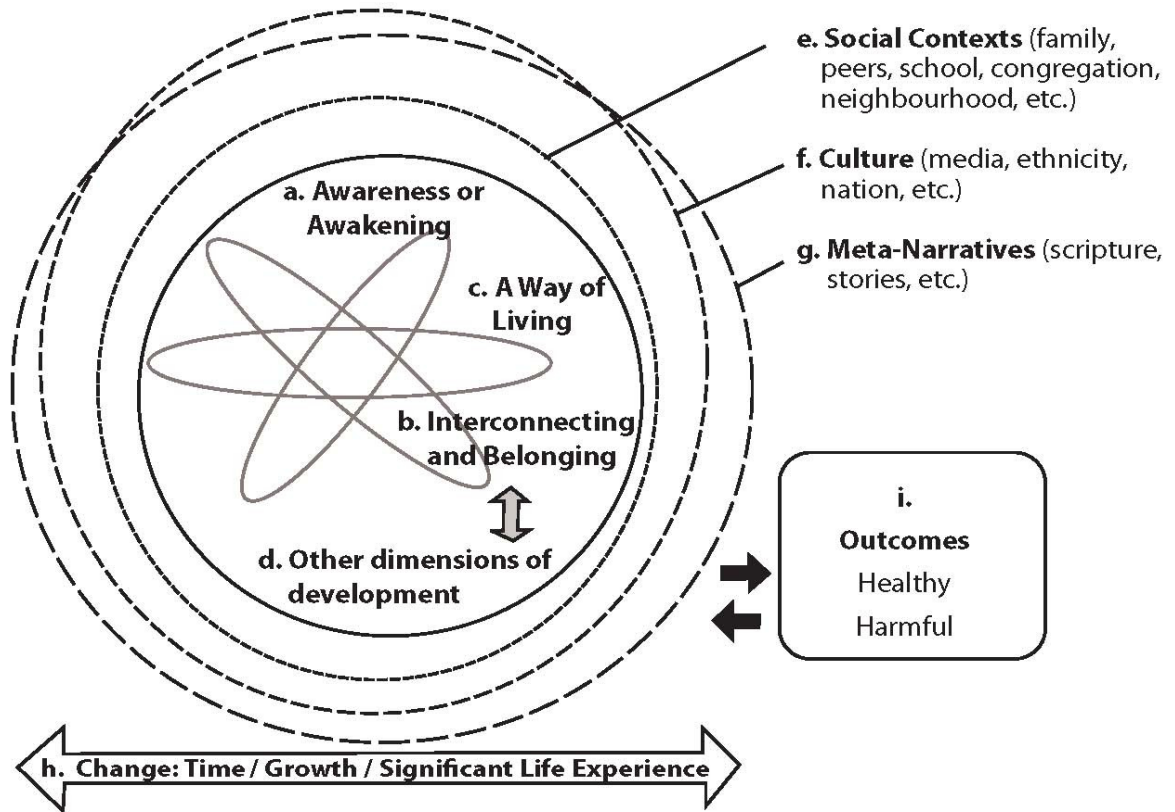 e. Social Contexts (family,
peers, school, congregation,
neighbourhood, etc.)
f. Culture (media, ethnicity,
nation, etc.)
g. Meta-Narratives (scripture,
stories, etc.)
a. Awareness or
Awakening
c. A Way of
Living
b. Interconnecting
and Belonging
d. Other dimensions of
development
i.
Outcomes
Healthy
Harmful
h. Change: Time / Growth / Significant Life Experience